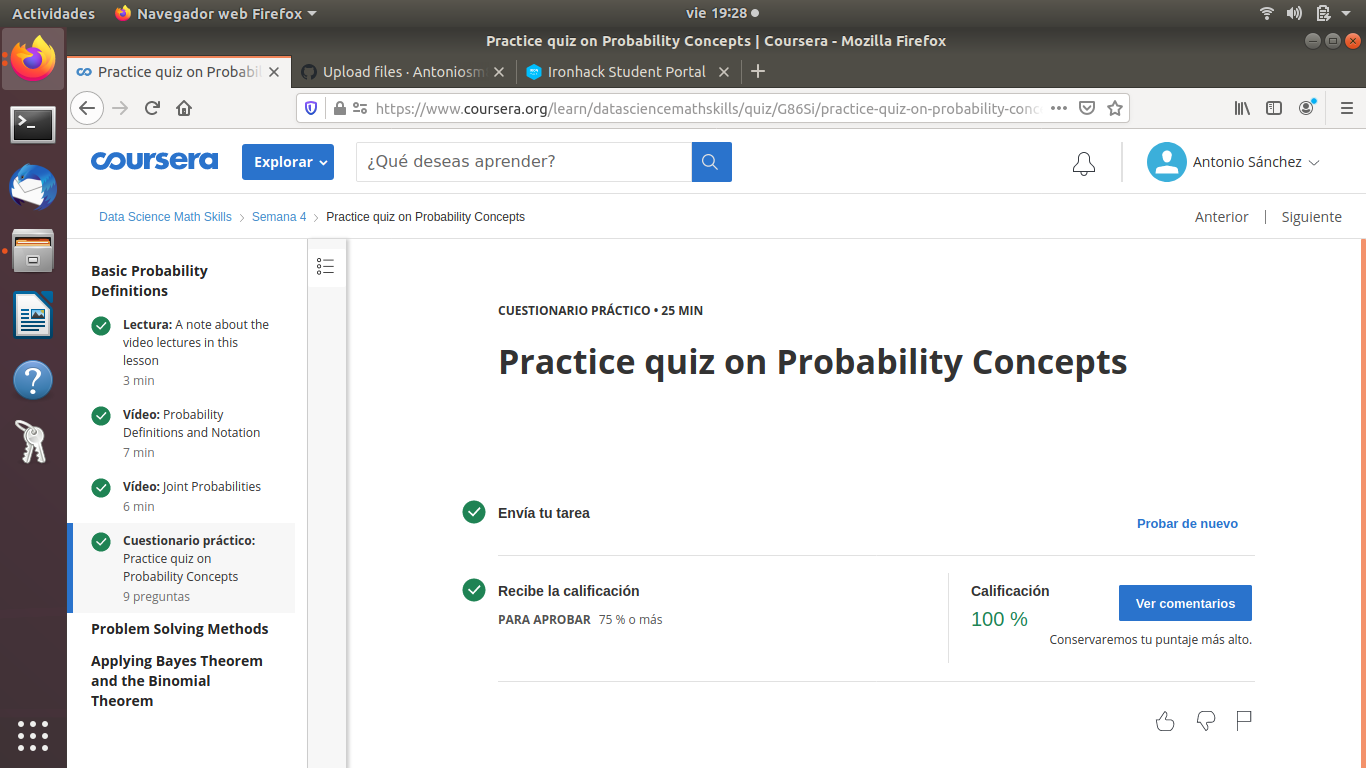 Actividades
Navegador web Firefox
vie 19:28
Practice quiz on Probability Concepts | Coursera - Mozilla Firefox
Practice quiz on Probabil
Upload files · Antoniosm
Ironhack Student Portal
https://www.coursera.org/learn/datasciencemathskills/quiz/G86Si/practice-quiz-on-probability-conc
coursera
Explorar
¿Qué deseas aprender?
Antonio Sánchez
Data Science Math Skills
Semana 4
Practice quiz on Probability Concepts
Anterior
Siguiente
Basic Probability
Definitions
Lectura: A note about the
video lectures in this
lesson
3 min
Vídeo: Probability
Definitions and Notation
7 min
Vídeo: Joint Probabilities
6 min
Cuestionario práctico:
Practice quiz on
Probability Concepts
9 preguntas
Problem Solving Methods
Applying Bayes Theorem
and the Binomial
Theorem
CUESTIONARIO PRÁCTICO • 25 MIN
Practice quiz on Probability Concepts
Envía tu tarea
Probar de nuevo
Recibe la calificación
PARA APROBAR 75 % o más
Calificación
100 %
Ver comentarios
Conservaremos tu puntaje más alto.